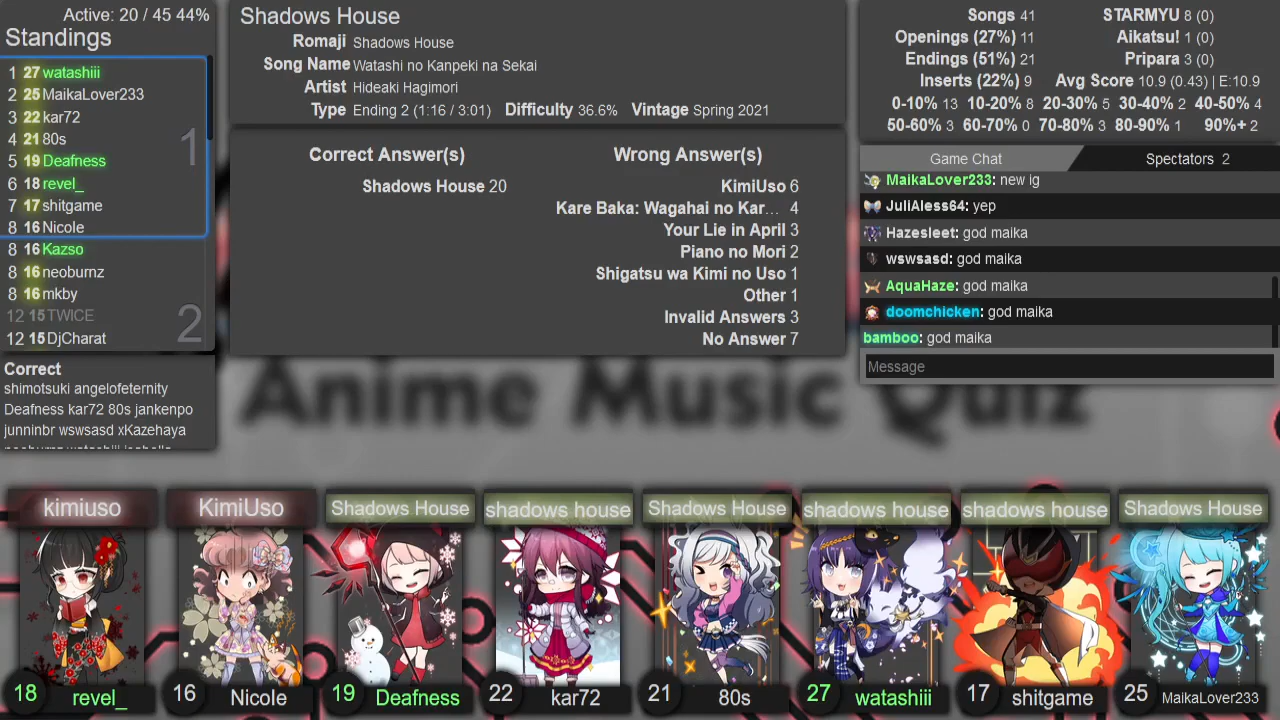 Active: 20 / 45 44%
Standings
1 27 watashiii
2 25 MaikaLover233
3 22 kar72
4 21 80s
5 19 Deafness
6 18 revel_
7 17 shitgame
8 16 Nicole
1
8 16 Kazso
8 16 neoburnz
8 16 mkby
12 15 TWICE
12 15 DjCharat
2
Correct
shimotsuki angelofeternity
Deafness kar72 80s jankenpo
junninbr wswsasd xKazehaya
Shadows House
Romaji Shadows House
Song Name Watashi no Kanpeki na Sekai
Artist Hideaki Hagimori
Type Ending 2 (1:16 / 3:01) Difficulty 36.6% Vintage Spring 2021
Correct Answer(s)
Shadows House 20
Wrong Answer(s)
KimiUso 6
Kare Baka: Wagahai no Kar... 4
Your Lie in April 3
Piano no Mori 2
Shigatsu wa Kimi no Uso 1
Other 1
Invalid Answers 3
No Answer 7
Songs 41
Openings (27%) 11
Endings (51%) 21
Inserts (22%) 9
STARMYU 8 (0)
Aikatsu! 1 (0)
Pripara 3 (0)
Avg Score 10.9 (0.43) | E:10.9
0-10% 13 10-20% 8 20-30% 5 30-40% 2 40-50% 4
50-60% 3 60-70% 0 70-80% 3 80-90% 1 90%+ 2
Game Chat
Spectators 2
MaikaLover233: new ig
JuliAless64: yep
Hazesleet: god maika
wswsasd: god maika
AquaHaze: god maika
doomchicken: god maika
bamboo: god maika
Message
Anime Music Quiz
kimiuso
KimiUso
Shadows House
shadows house
Shadows House
shadows house
shadows house
Shadows House
18 revel_
16 Nicole
19 Deafness
22 kar72
21 80s
27 watashiii
17 shitgame
25 MaikaLover233